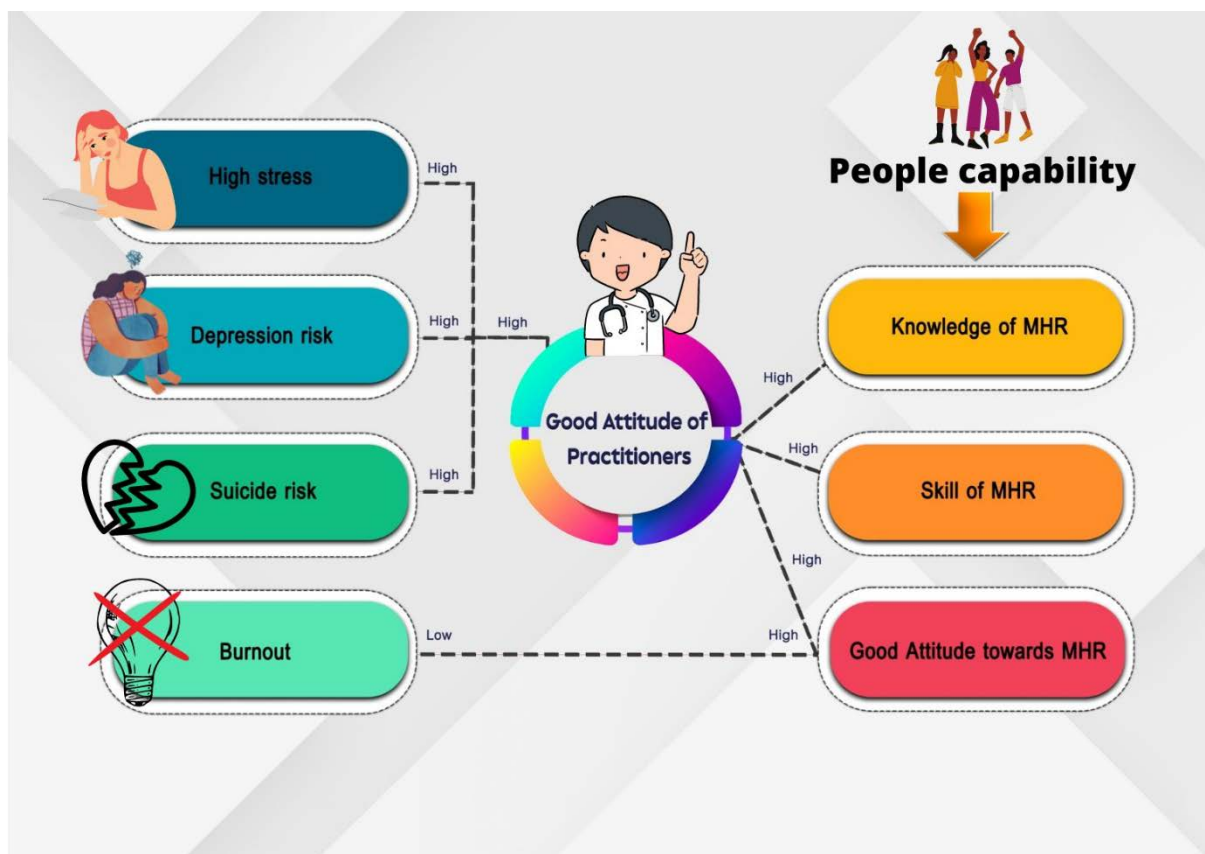 People capability
High stress
High
Depression risk
High
High
Suicide risk
High
Burnout
Low
Good Attitude of
Practitioners
High
Knowledge of MHR
High
Skill of MHR
High
High
Good Attitude towards MHR